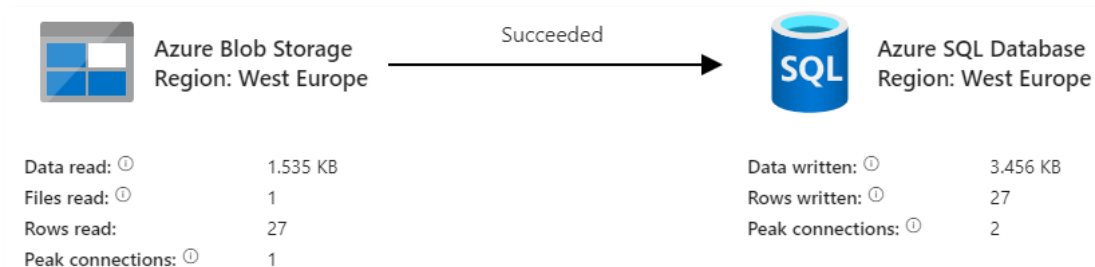 Azure Blob Storage
Region: West Europe
Succeeded
SQL
Azure SQL Database
Region: West Europe
Data read: 1.535 KB
Files read: 1
Rows read: 27
Peak connections: 1
Data written: 3.456 KB
Rows written: 27
Peak connections: 2